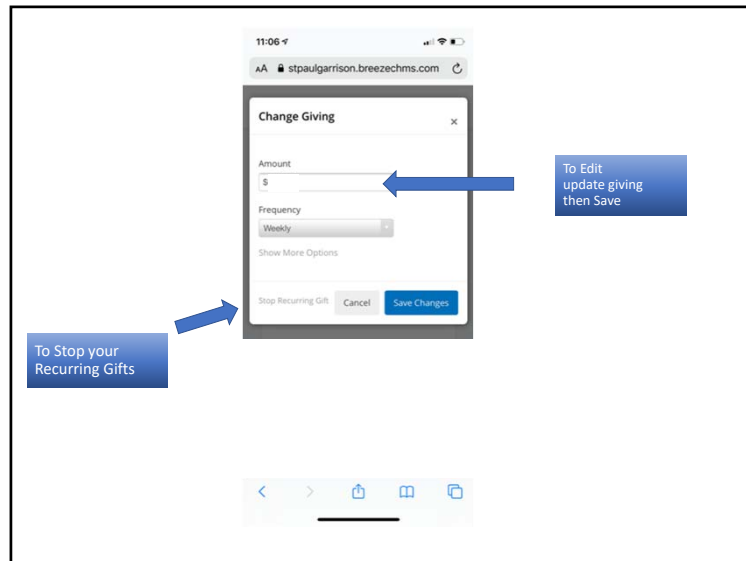 11:06
AA stpaulgarrison.breezechms.com
Change Giving ×
Amount
$
To Edit
update giving
then Save
Frequency
Weekly
Show More Options
Stop Recurring Gift Cancel Save Changes
To Stop your
Recurring Gifts